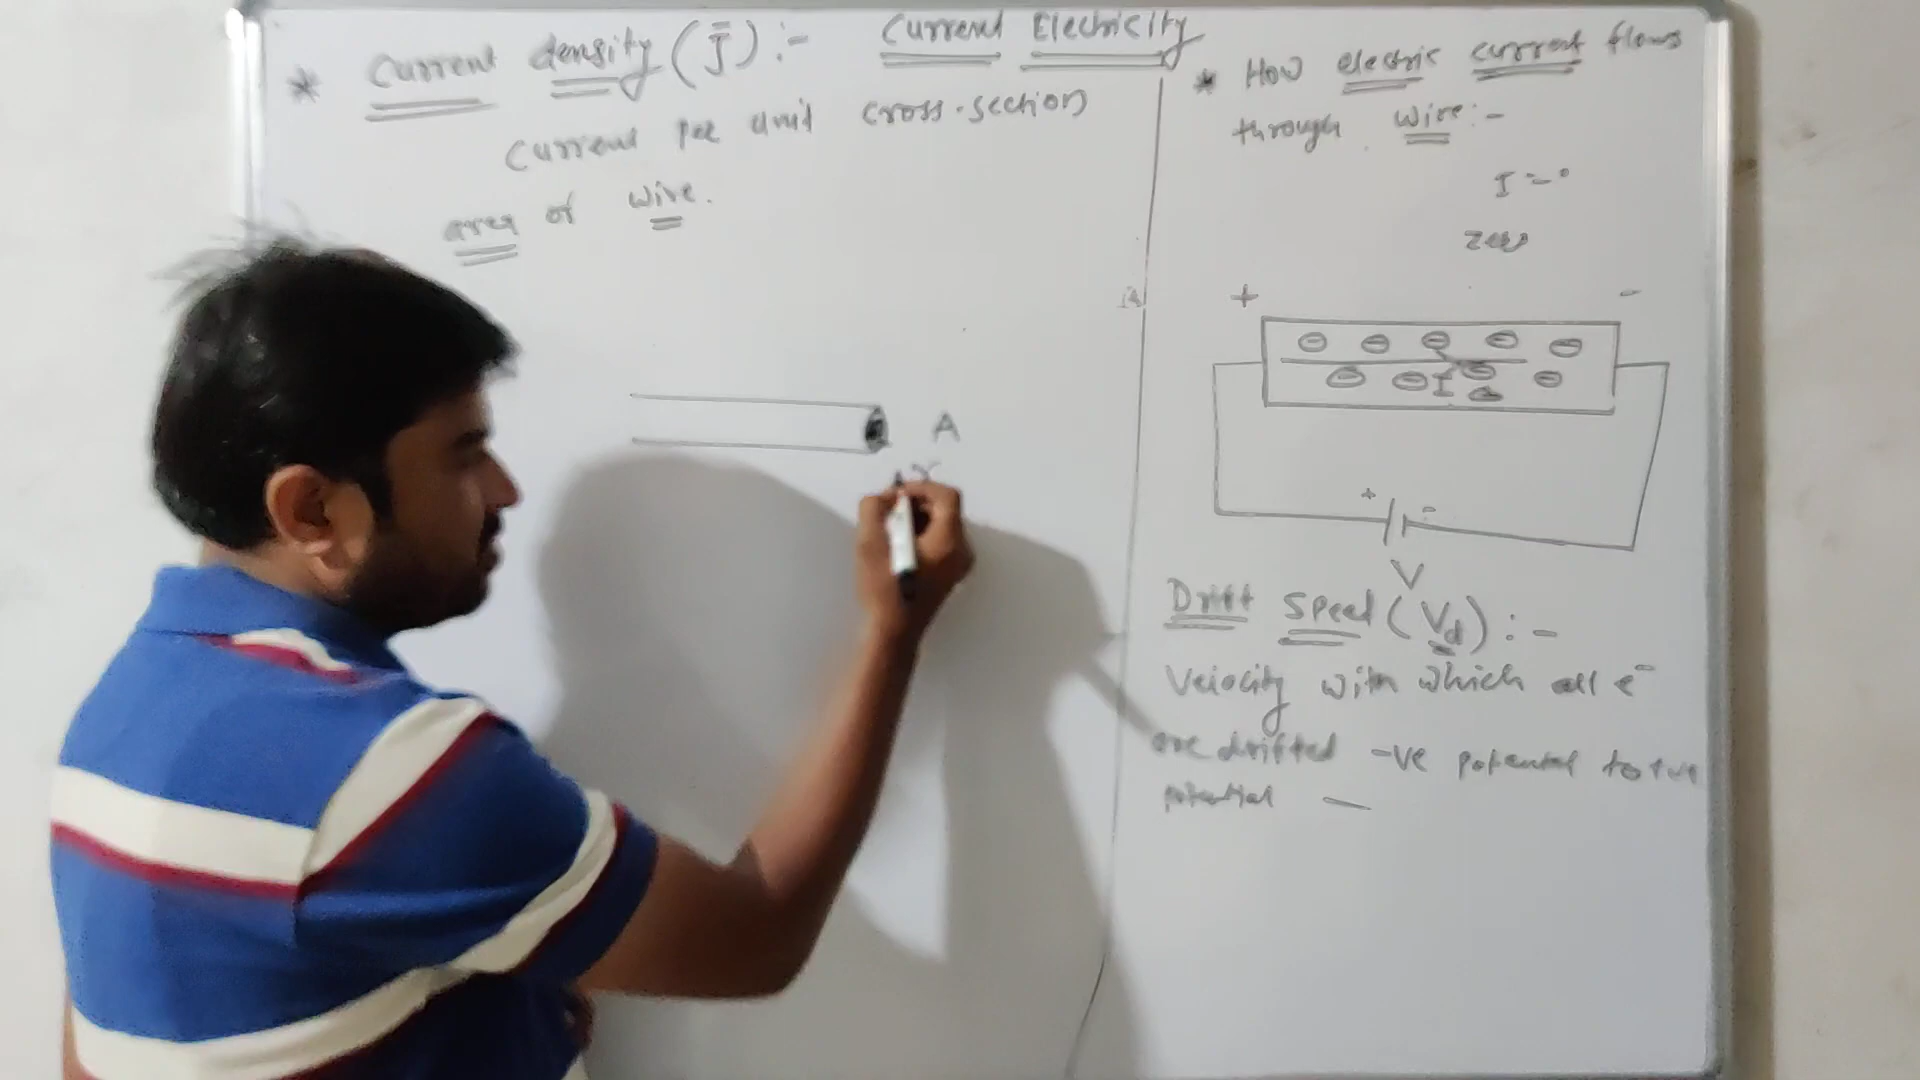 Current Electricity
* Current density (J̄) :-
Current per unit cross-section
area of wire.
A
* How electric current flows
through wire :-
I = 0
zero
+ -
I
+ -
V
Drift Speed (Vd) : -
Velocity with which all e⁻
are drifted -ve potential to +ve
potential —